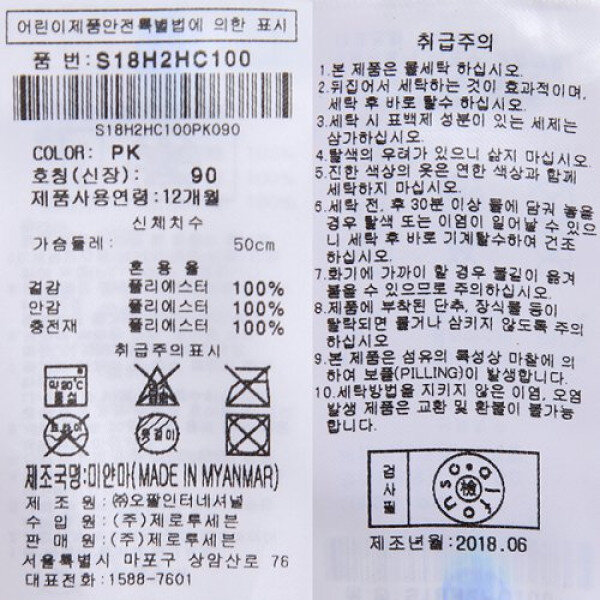 어린이제품안전특별법에 의한 표시
품 번: S18H2HC100
S18H2HC100PK090
COLOR: PK
호칭(신장): 90
제품사용연령: 12개월
신체치수
가슴둘레: 50cm
혼용율
겉감 폴리에스터 100%
안감 폴리에스터 100%
충전재 폴리에스터 100%
취급주의표시
약 30°C
중성
옷걸이
제조국명: 미얀마(MADE IN MYANMAR)
제 조 원: ㈜오팔인터네셔널
수 입 원: (주)제로투세븐
판 매 원: (주)제로투세븐
서울특별시 마포구 상암산로 76
대표전화: 1588-7601
취급주의
1.본 제품은 물세탁 하십시오.
2.뒤집어서 세탁하는 것이 효과적이며,
세탁 후 바로 탈수 하십시오.
3.세탁 시 표백제 성분이 있는 세제는
삼가하십시오.
4.탈색의 우려가 있으니 삶지 마십시오.
5.진한 색상의 옷은 연한 색상과 함께
세탁하지 마십시오.
6.세탁 전, 후 30분 이상 물에 담궈 놓을
경우 탈색 또는 이염이 일어날 수 있으
니 세탁 후 바로 기계탈수하여 건조
하십시오.
7.화기에 가까이 할 경우 불길이 옮겨
붙을 수 있으므로 주의하십시오.
8.제품에 부착된 단추, 장식물 등이
탈락되면 물거나 삼키지 않도록 주의
하십시오
9.본 제품은 섬유의 특성상 마찰에 의
하여 보풀(PILLING)이 발생합니다.
10.세탁방법을 지키지 않은 이염, 오염
발생 제품은 교환 및 환불이 불가능
합니다.
검사필
檢
제조년월: 2018.06